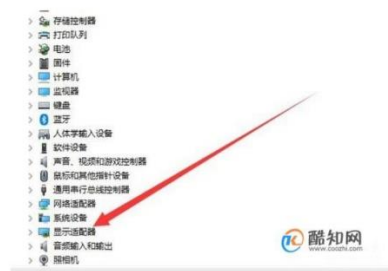 存储控制器
打印队列
电池
固件
计算机
监视器
键盘
蓝牙
人体学输入设备
软件设备
声音、视频和游戏控制器
鼠标和其他指针设备
通用串行总线控制器
网络适配器
系统设备
显示适配器
音频输入和输出
照相机
酷知网
www.coozhi.com